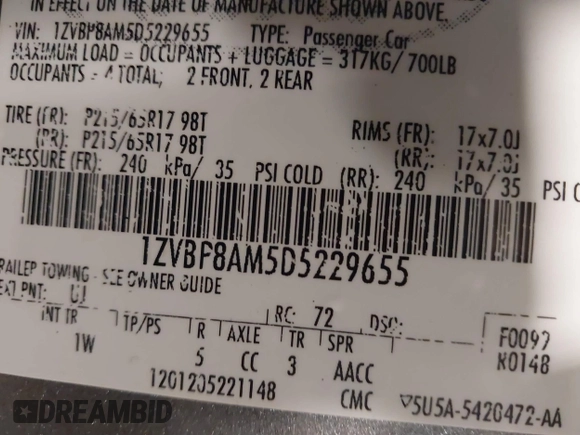 IN EFFECT ON THE DATE OF MANUFACTURE SHOWN ABOVE.
VIN: 1ZVBP8AM5D5229655 TYPE: Passenger Car
MAXIMUM LOAD = OCCUPANTS + LUGGAGE = 317KG/ 700LB
OCCUPANTS = 4 TOTAL, 2 FRONT, 2 REAR
TIRE (FR): P215/65R17 98T RIMS (FR): 17x7.0J
(RR): P215/65R17 98T (RR): 17x7.0J
PRESSURE (FR): 240 kPa/ 35 PSI COLD (RR): 240 kPa/ 35 PSI
1ZVBP8AM5D5229655
TRAILER TOWING - SEE OWNER GUIDE
EXT PNT: UJ RC: 72 DSO: F0092
INT TR TP/PS R AXLE TR SPR R0148
1W 5 CC 3 AACC
1201205221148 CMC ▽5U5A-5420472-AA
DREAMBID